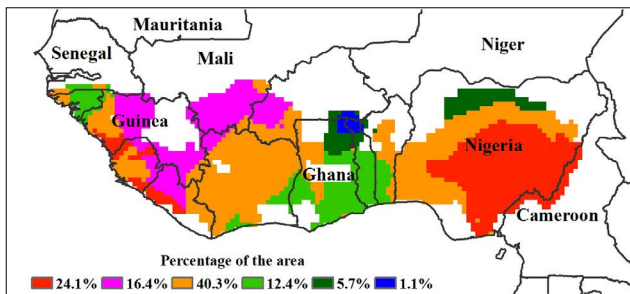 Mauritania
Senegal
Mali
Niger
Guinea
Nigeria
Ghana
Cameroon
Percentage of the area
24.1% 16.4% 40.3% 12.4% 5.7% 1.1%